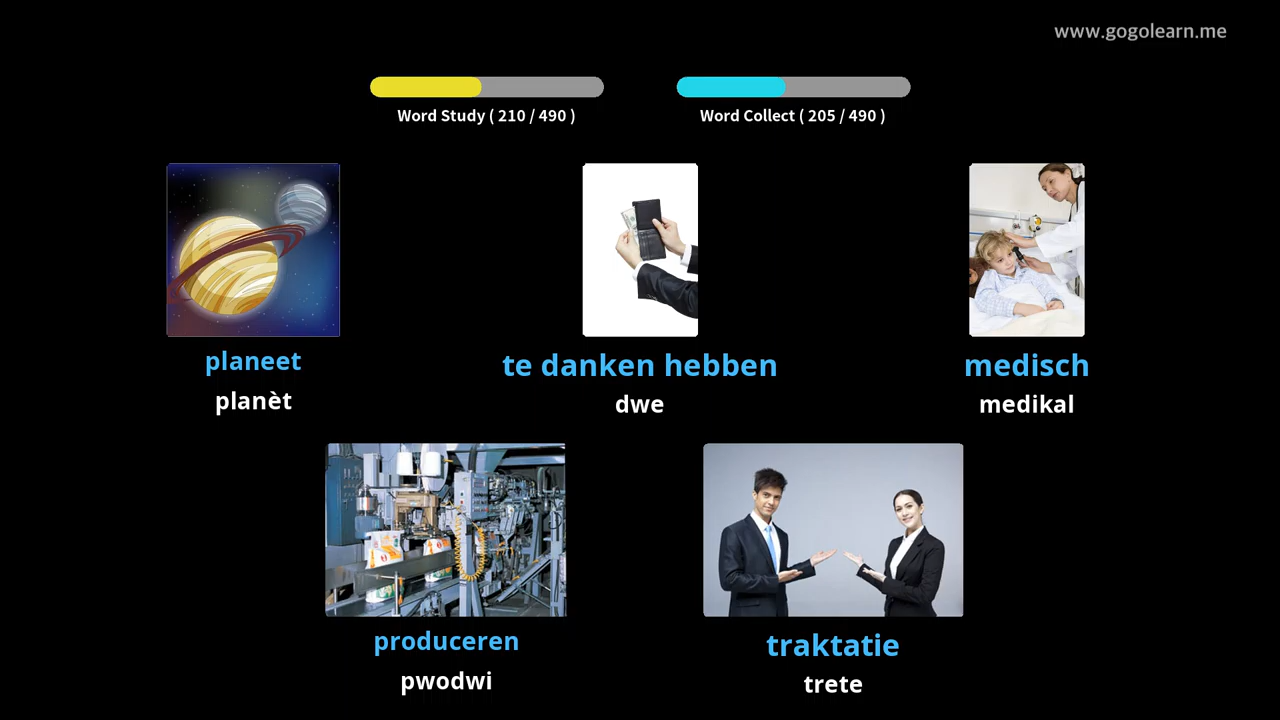 www.gogolearn.me
Word Study ( 210 / 490 )
Word Collect ( 205 / 490 )
planeet
planèt
te danken hebben
dwe
medisch
medikal
produceren
pwodwi
traktatie
trete